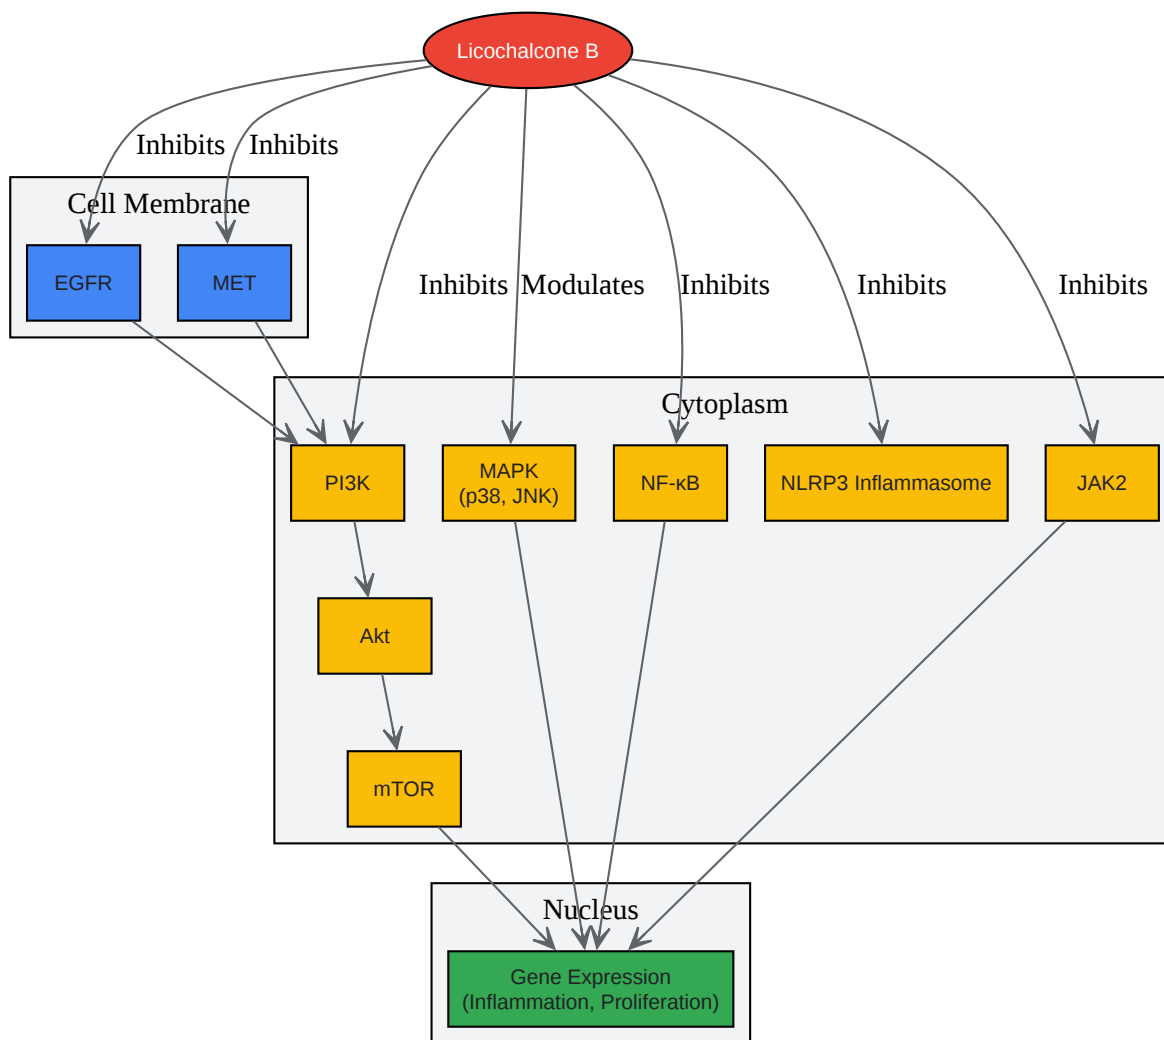 Licochalcone B
Inhibits
Inhibits
Cell Membrane
EGFR
MET
Inhibits
Modulates
Inhibits
Inhibits
Inhibits
Cytoplasm
PI3K
MAPK
(p38, JNK)
NF-κB
NLRP3 Inflammasome
JAK2
Akt
mTOR
Nucleus
Gene Expression
(Inflammation, Proliferation)